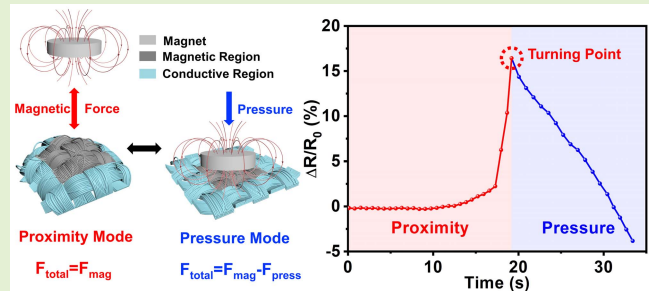 Magnet
Magnetic Region
Conductive Region
Magnetic Force
Pressure
Proximity Mode
Pressure Mode
F_total=F_mag
F_total=F_mag-F_press
Turning Point
ΔR/R₀ (%)
20
15
10
5
0
-5
Proximity
Pressure
0
10
20
30
Time (s)